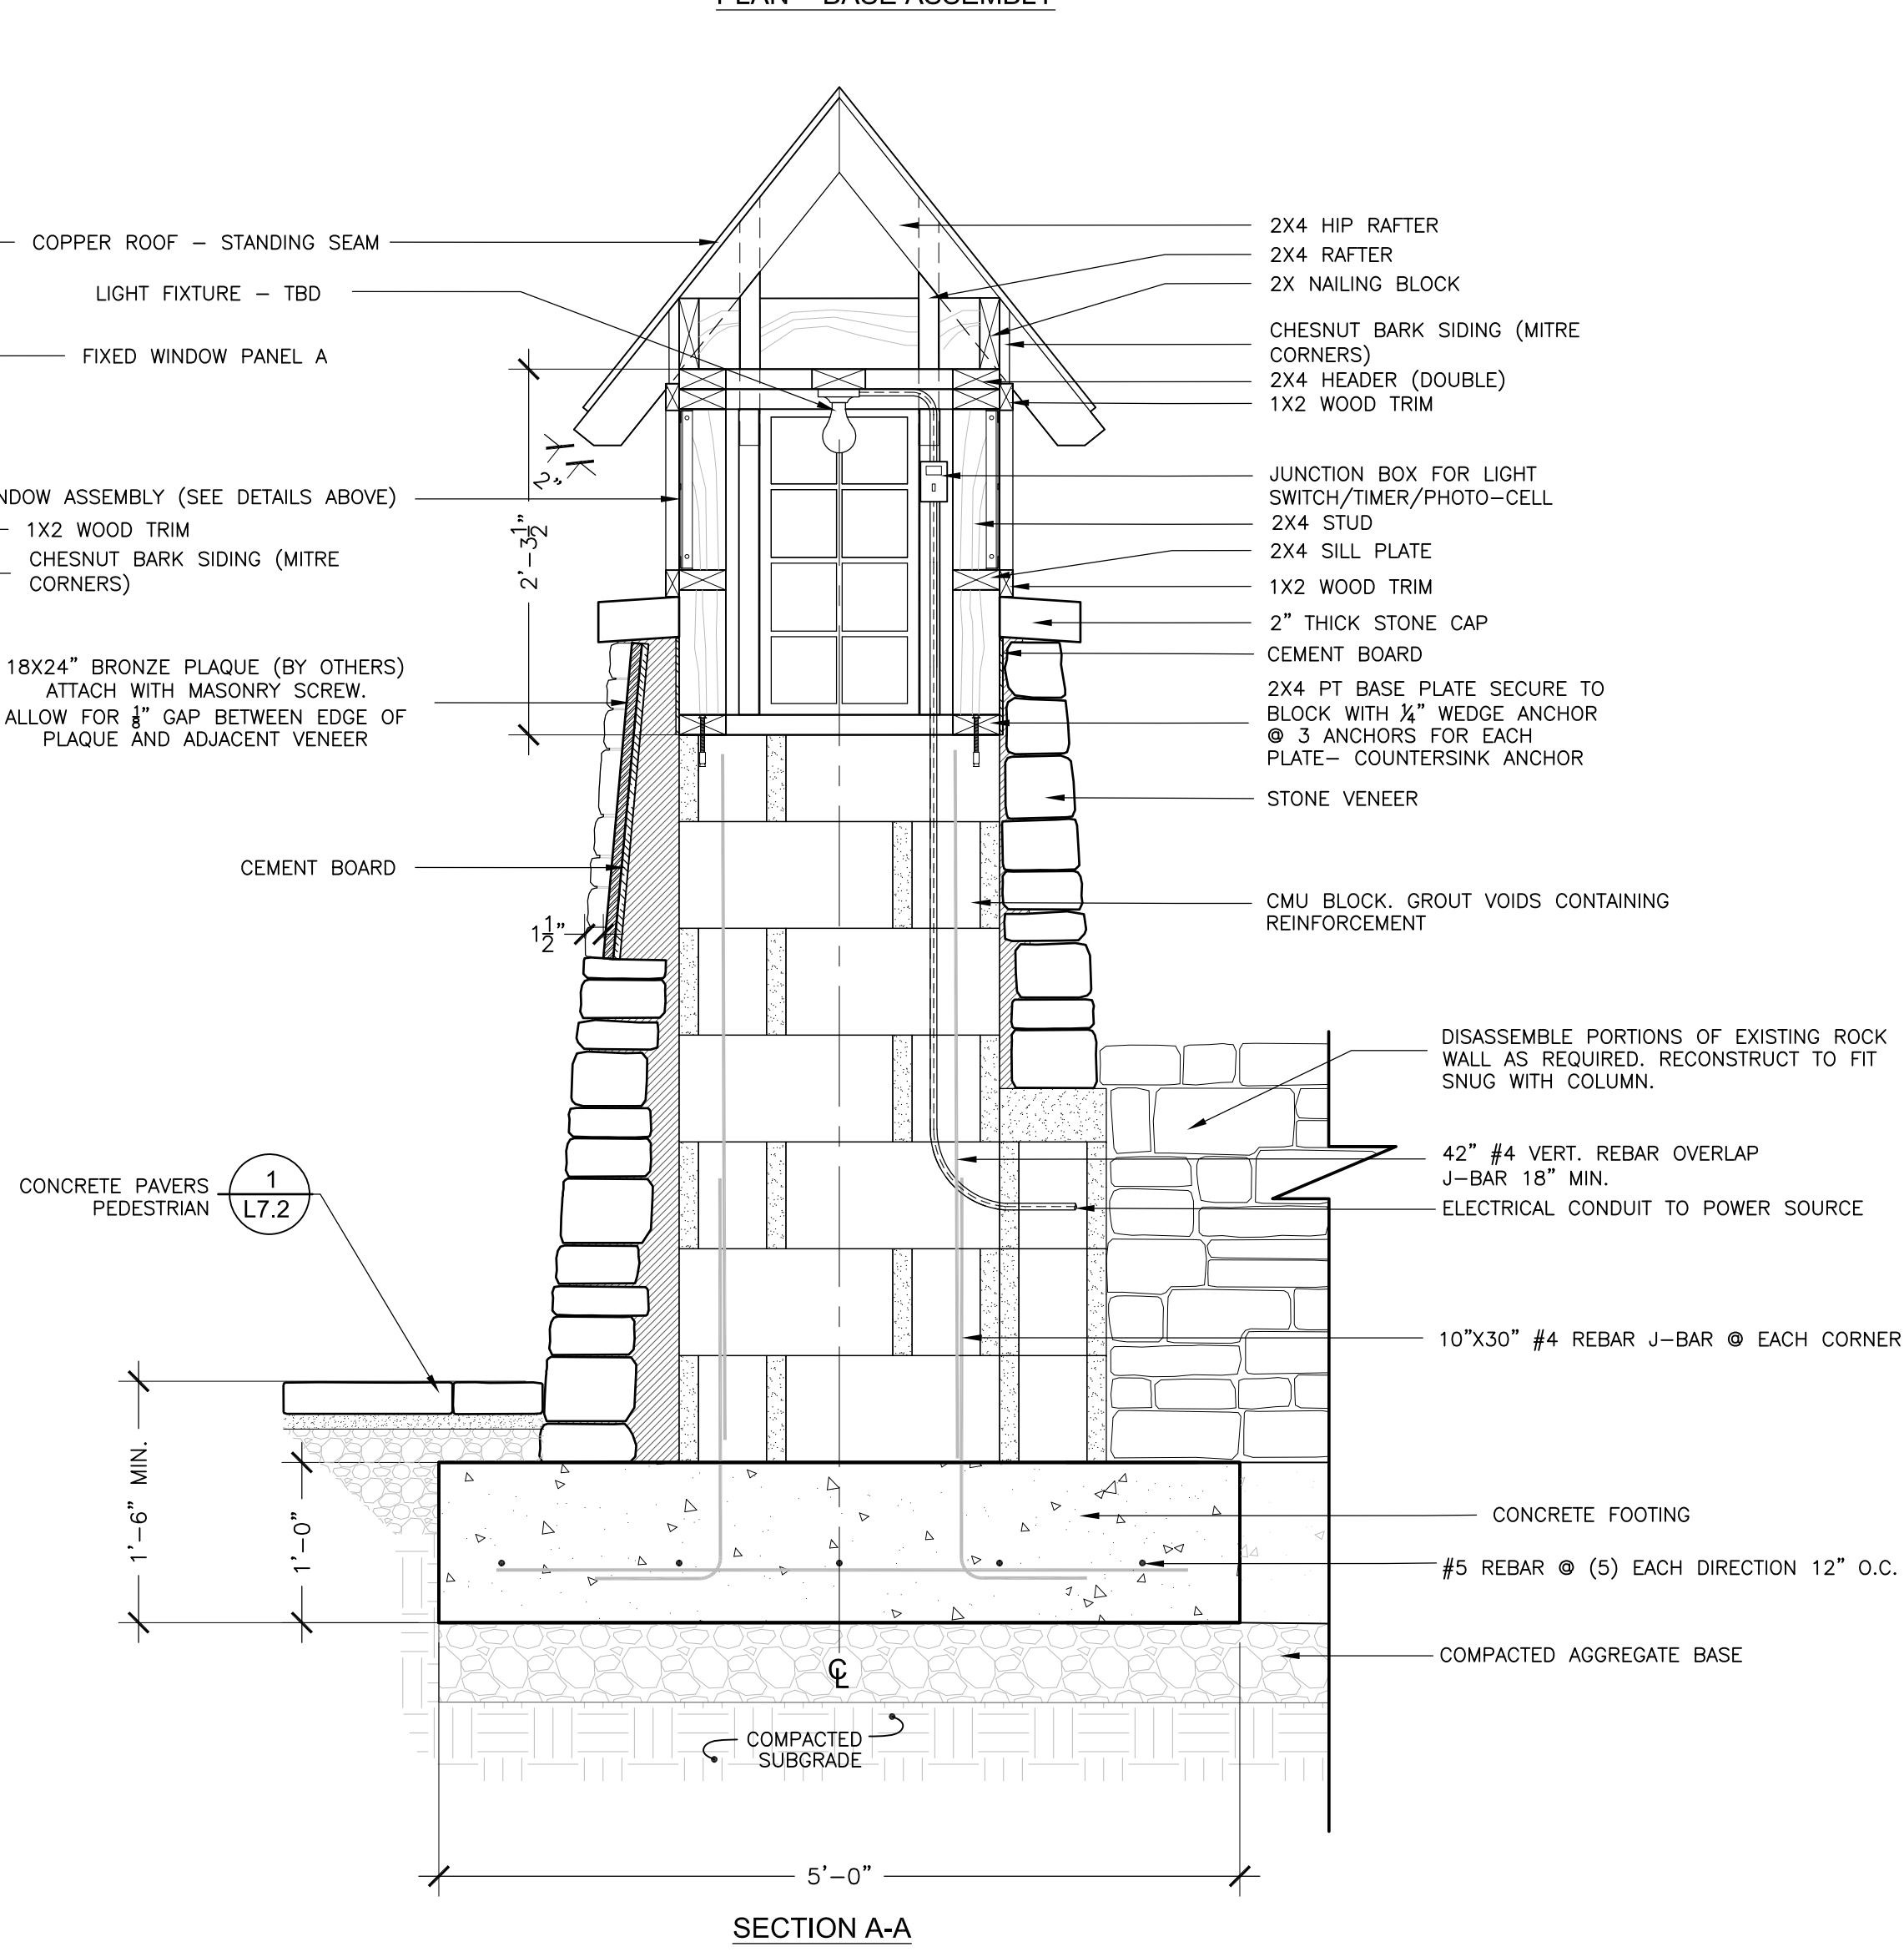 COPPER ROOF – STANDING SEAM
LIGHT FIXTURE – TBD
FIXED WINDOW PANEL A
ASSEMBLY (SEE DETAILS ABOVE)
1X2 WOOD TRIM
CHESNUT BARK SIDING (MITRE
CORNERS)
18X24” BRONZE PLAQUE (BY OTHERS)
ATTACH WITH MASONRY SCREW.
ALLOW FOR 1/8” GAP BETWEEN EDGE OF
PLAQUE AND ADJACENT VENEER
CEMENT BOARD
CONCRETE PAVERS
PEDESTRIAN
1
L7.2
2”
2’–3 1/2”
1 1/2”
1’–6” MIN.
1’–0”
2X4 HIP RAFTER
2X4 RAFTER
2X NAILING BLOCK
CHESNUT BARK SIDING (MITRE
CORNERS)
2X4 HEADER (DOUBLE)
1X2 WOOD TRIM
JUNCTION BOX FOR LIGHT
SWITCH/TIMER/PHOTO–CELL
2X4 STUD
2X4 SILL PLATE
1X2 WOOD TRIM
2” THICK STONE CAP
CEMENT BOARD
2X4 PT BASE PLATE SECURE TO
BLOCK WITH ¼” WEDGE ANCHOR
@ 3 ANCHORS FOR EACH
PLATE– COUNTERSINK ANCHOR
STONE VENEER
CMU BLOCK. GROUT VOIDS CONTAINING
REINFORCEMENT
DISASSEMBLE PORTIONS OF EXISTING ROCK
WALL AS REQUIRED. RECONSTRUCT TO FIT
SNUG WITH COLUMN.
42” #4 VERT. REBAR OVERLAP
J–BAR 18” MIN.
ELECTRICAL CONDUIT TO POWER SOURCE
10”X30” #4 REBAR J–BAR @ EACH CORNER
CONCRETE FOOTING
#5 REBAR @ (5) EACH DIRECTION 12” O.C.
COMPACTED AGGREGATE BASE
CL
COMPACTED
SUBGRADE
5’–0”
SECTION A-A